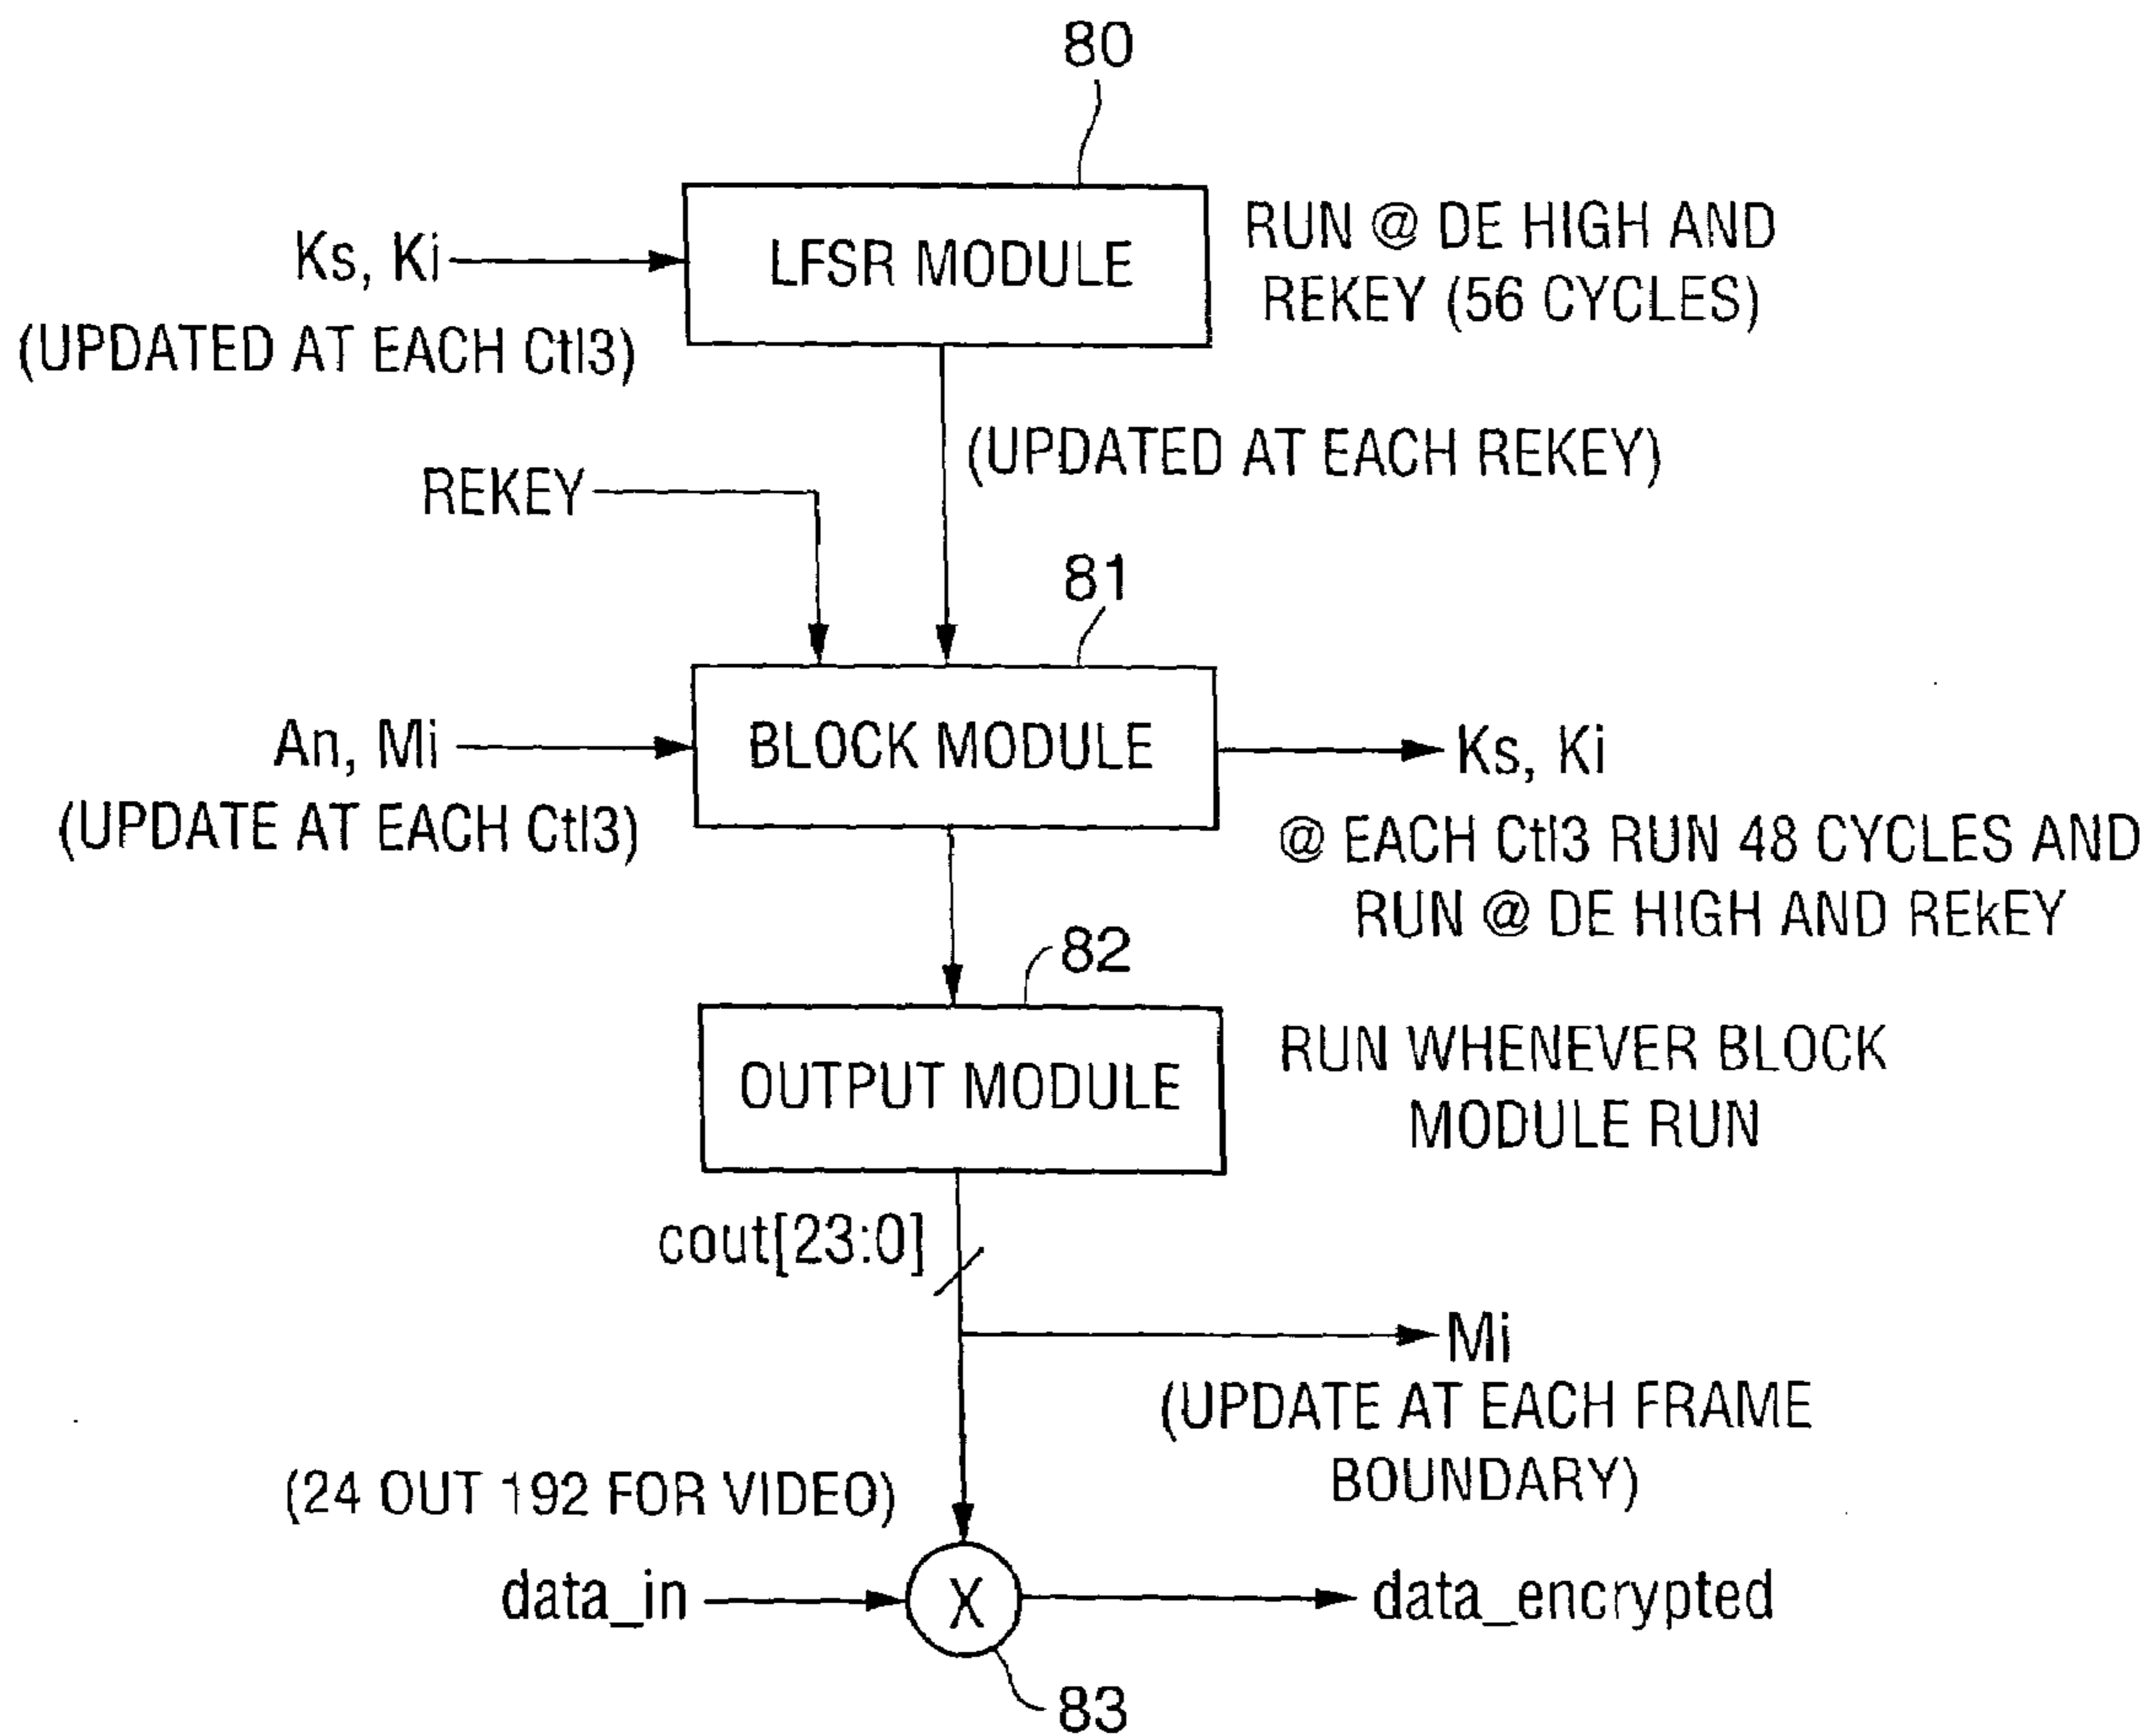 80
Ks, Ki
(UPDATED AT EACH Ctl3)
LFSR MODULE
RUN @ DE HIGH AND
REKEY (56 CYCLES)
(UPDATED AT EACH REKEY)
REKEY
81
An, Mi
(UPDATE AT EACH Ctl3)
BLOCK MODULE
Ks, Ki
@ EACH Ctl3 RUN 48 CYCLES AND
RUN @ DE HIGH AND REKEY
82
OUTPUT MODULE
RUN WHENEVER BLOCK
MODULE RUN
cout[23:0]
Mi
(UPDATE AT EACH FRAME
BOUNDARY)
(24 OUT 192 FOR VIDEO)
data_in
X
data_encrypted
83